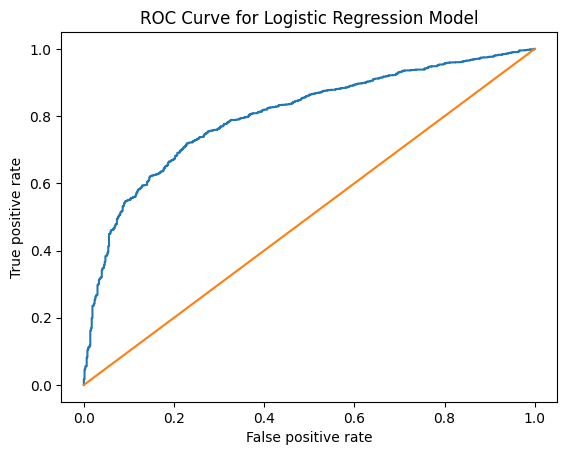 ROC Curve for Logistic Regression Model
1.0
0.8
0.6
0.4
0.2
0.0
True positive rate
0.0 0.2 0.4 0.6 0.8 1.0
False positive rate